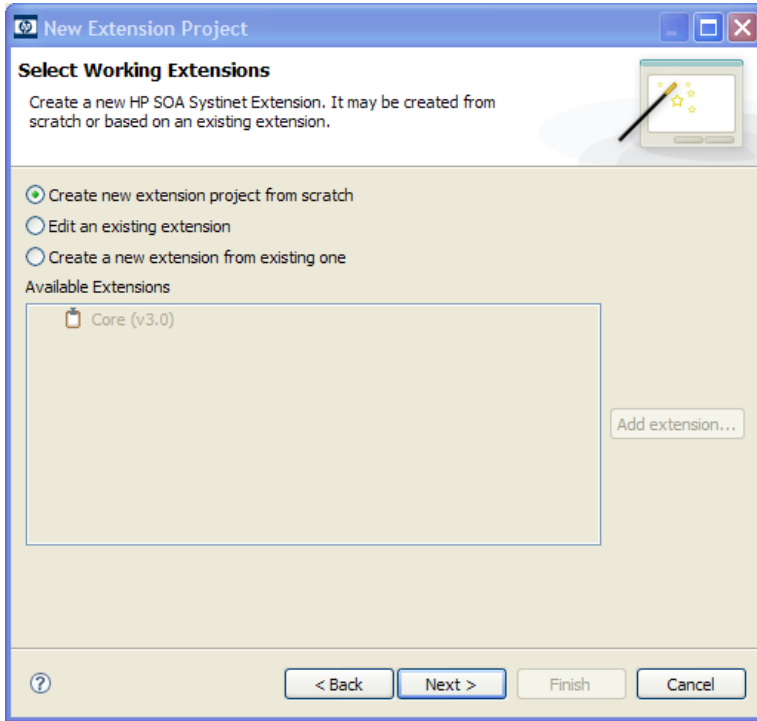 New Extension Project
Select Working Extensions
Create a new HP SOA Systinet Extension. It may be created from
scratch or based on an existing extension.
Create new extension project from scratch
Edit an existing extension
Create a new extension from existing one
Available Extensions
Core (v3.0)
Add extension...
< Back
Next >
Finish
Cancel